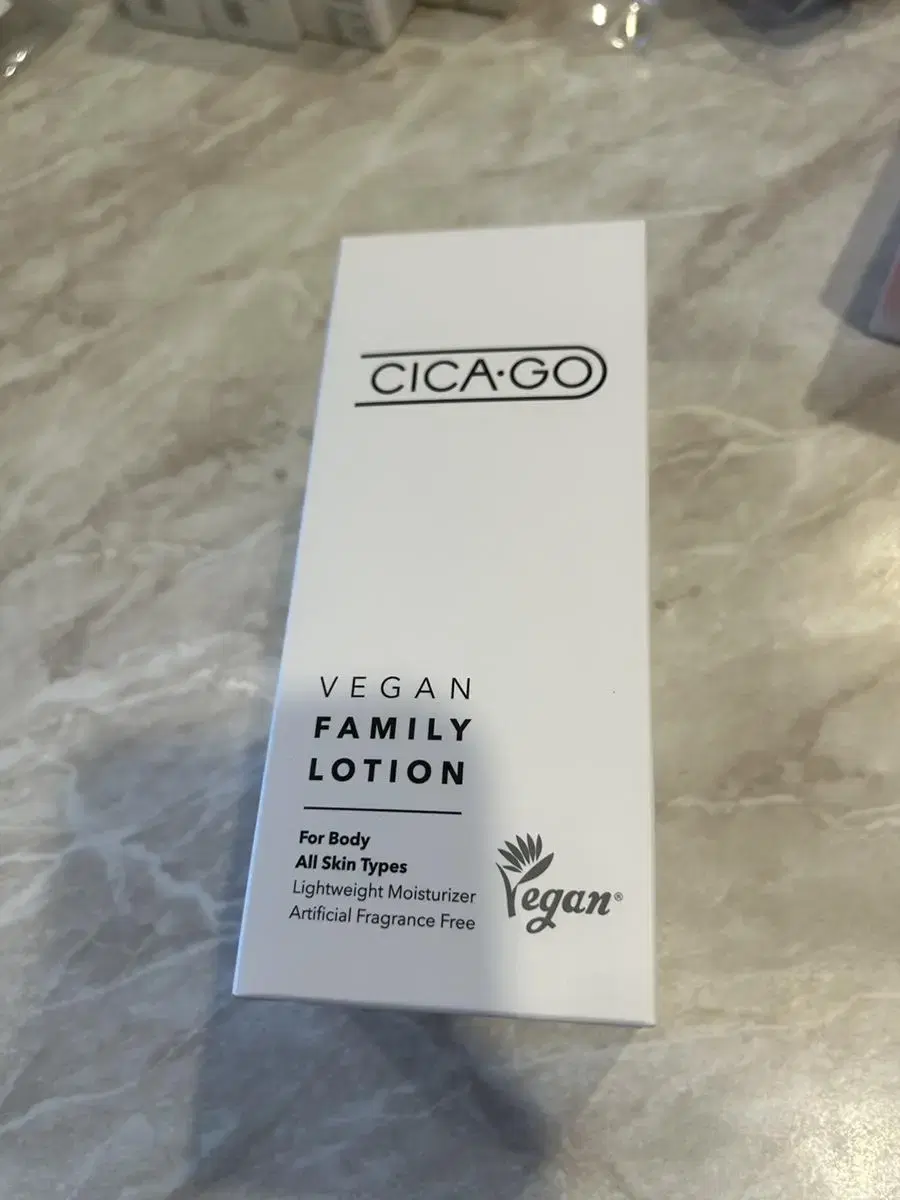 CICA·GO
VEGAN
FAMILY
LOTION
For Body
All Skin Types
Lightweight Moisturizer
Artificial Fragrance Free
Vegan®